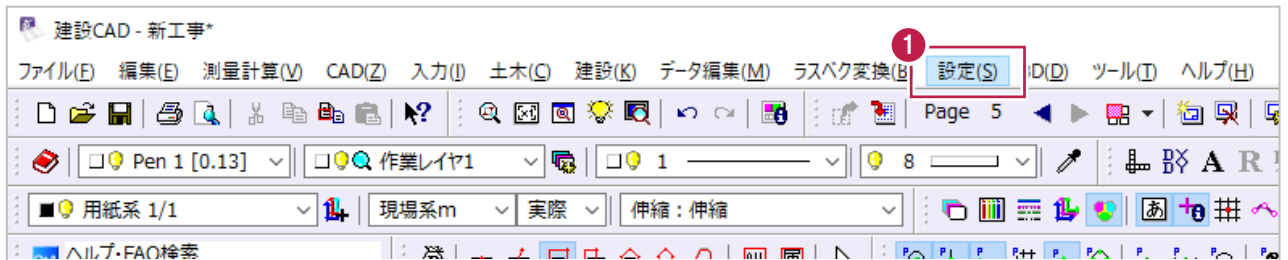 建設CAD - 新工事*
1
ファイル(F) 編集(E) 測量計算(V) CAD(Z) 入力(I) 土木(C) 建設(K) データ編集(M) ラスベク変換(B 設定(S) D(D) ツール(T) ヘルプ(H)
Page 5
Pen 1 [0.13] 作業レイヤ1 1 8 A R
用紙系 1/1 現場系m 実際 伸縮：伸縮 あ
ヘルプ・FAQ検索